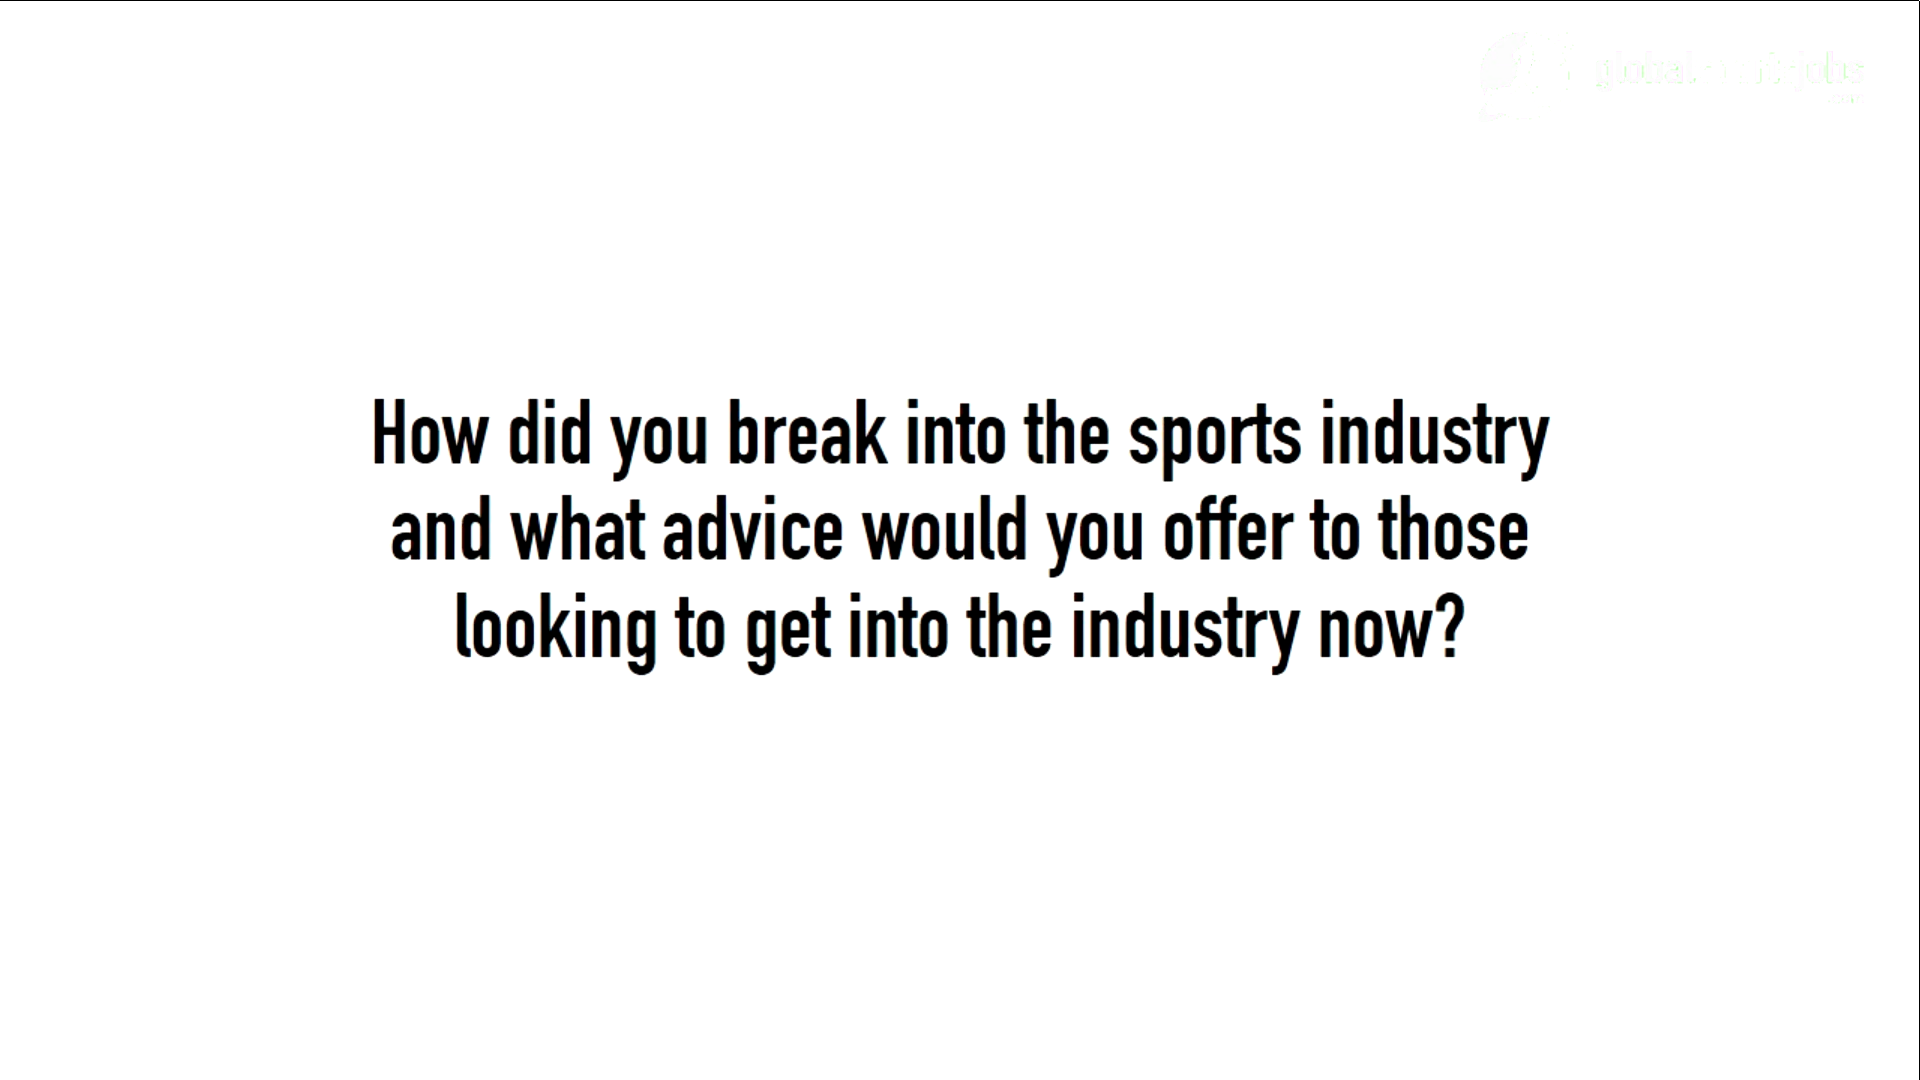 How did you break into the sports industry
and what advice would you offer to those
looking to get into the industry now?